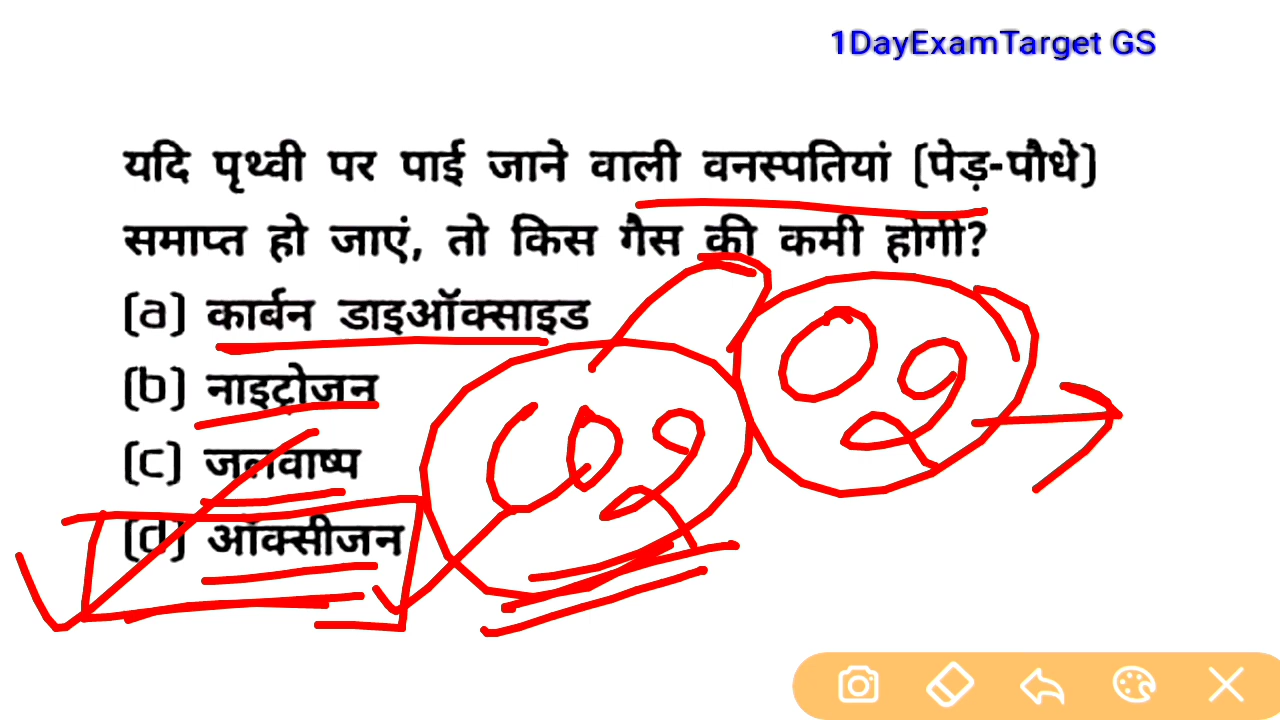 1DayExamTarget GS
यदि पृथ्वी पर पाई जाने वाली वनस्पतियां (पेड़-पौधे)
समाप्त हो जाएं, तो किस गैस की कमी होगी?
(a) कार्बन डाइऑक्साइड
(b) नाइट्रोजन
(c) जलवाष्प
(d) ऑक्सीजन
CO2
O2